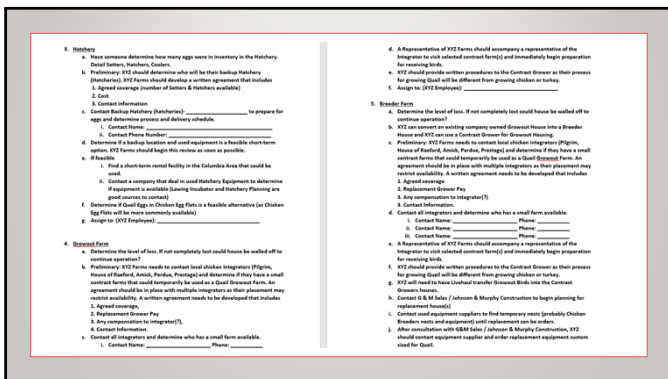 3. Hatchery
a. Have someone determine how many eggs were in inventory in the Hatchery.
Detail Setters, Hatchers, Coolers.
b. Preliminary: XYZ should determine who will be their backup Hatchery
(Hatcheries). XYZ Farms should develop a written agreement that includes
1. Agreed coverage (number of Setters & Hatchers available)
2. Cost
3. Contact information
c. Contact Backup Hatchery (hatcheries)- ____________________ to prepare for
eggs and determine process and delivery schedule.
i. Contact Name: ____________________
ii. Contact Phone Number: ____________________
d. Determine if a backup location and used equipment is a feasible short-term
option. XYZ Farms should begin this review as soon as possible.
e. If feasible
i. Find a short-term rental facility in the Columbia Area that could be
used.
ii. Contact a company that deal in used Hatchery Equipment to determine
if equipment is available (Lawing Incubator and Hatchery Planning are
good sources to contact)
f. Determine if Quail Eggs in Chicken Egg Flats is a feasible alternative (as Chicken
Egg Flats will be more commonly available)
g. Assign to: (XYZ Employee): ____________________
4. Growout Farm
a. Determine the level of loss. If not completely lost could house be walled off to
continue operation?
b. Preliminary: XYZ Farms needs to contact local chicken integrators (Pilgrim,
House of Raeford, Amick, Perdue, Prestage) and determine if they have a small
contract farms that could temporarily be used as a Quail Growout Farm. An
agreement should be in place with multiple integrators as their placement may
restrict availability. A written agreement needs to be developed that includes
1. Agreed coverage,
2. Replacement Grower Pay
3. Any compensation to integrator(?),
4. Contact Information.
c. Contact all integrators and determine who has a small farm available.
i. Contact Name: ____________________ Phone: __________
d. A Representative of XYZ Farms should accompany a representative of the
Integrator to visit selected contract farm(s) and immediately begin preparation
for receiving birds.
e. XYZ should provide written procedures to the Contract Grower as their process
for growing Quail will be different from growing chicken or turkey.
f. Assign to: (XYZ Employee): ____________________
5. Breeder Farm
a. Determine the level of loss. If not completely lost could house be walled off to
continue operation?
b. XYZ can convert an existing company owned Growout House into a Breeder
House and XYZ can use a Contract Grower for Growout Housing.
c. Preliminary: XYZ Farms needs to contact local chicken integrators (Pilgrim,
House of Raeford, Amick, Perdue, Prestage) and determine if they have a small
contract farms that could temporarily be used as a Quail Growout Farm. An
agreement should be in place with multiple integrators as their placement may
restrict availability. A written agreement needs to be developed that includes
1. Agreed coverage
2. Replacement Grower Pay
3. Any compensation to integrator(?)
3. Contact Information.
d. Contact all integrators and determine who has a small farm available.
i. Contact Name: ____________________ Phone: __________
ii. Contact Name: ____________________ Phone: __________
iii. Contact Name: ____________________ Phone: __________
e. A Representative of XYZ Farms should accompany a representative of the
Integrator to visit selected contract farm(s) and immediately begin preparation
for receiving birds.
f. XYZ should provide written procedures to the Contract Grower as their process
for growing Quail will be different from growing chicken or turkey.
g. XYZ will need to have Livehaul transfer Growout Birds into the Contract
Growers houses.
h. Contact G & M Sales / Johnson & Murphy Construction to begin planning for
replacement house(s)
i. Contact used equipment suppliers to find temporary nests (probably Chicken
Breeders nests and equipment) until replacement can be orders.
j. After consultation with G&M Sales / Johnson & Murphy Construction, XYZ
should contact equipment supplier and order replacement equipment custom
sized for Quail.